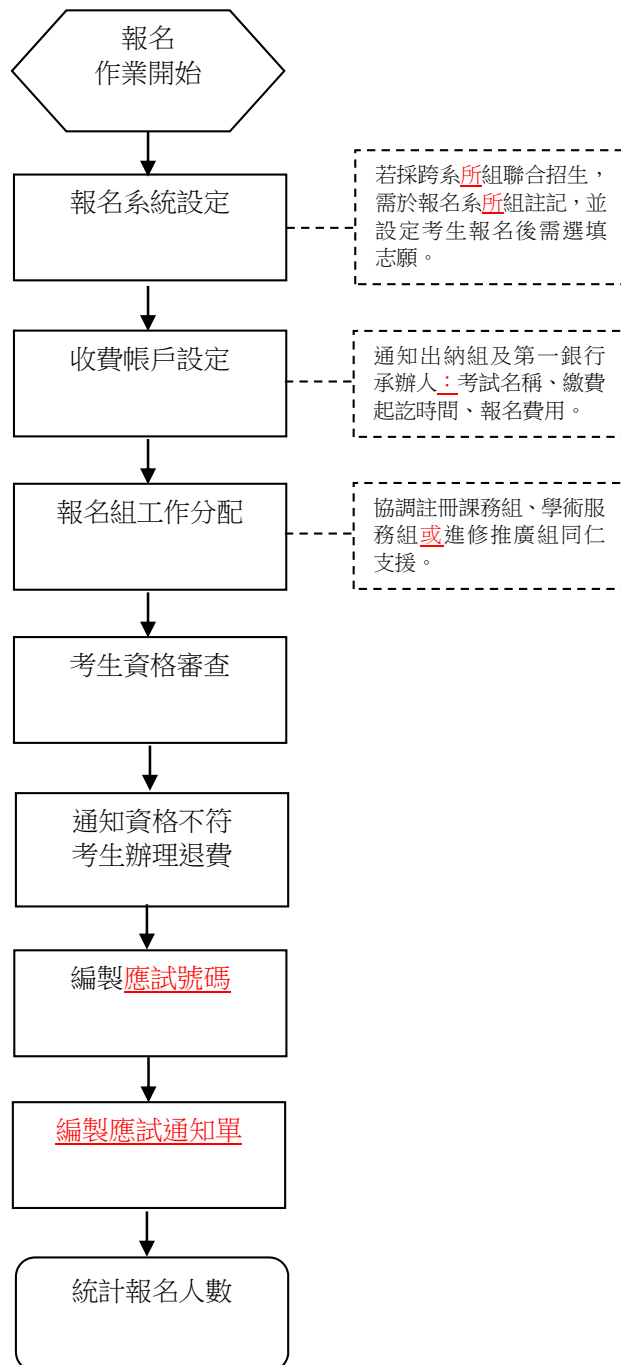 報名
作業開始
報名系統設定
若採跨系所組聯合招生，
需於報名系所組註記，並
設定考生報名後需選填
志願。
收費帳戶設定
通知出納組及第一銀行
承辦人：考試名稱、繳費
起訖時間、報名費用。
報名組工作分配
協調註冊課務組、學術服
務組或進修推廣組同仁
支援。
考生資格審查
通知資格不符
考生辦理退費
編製應試號碼
編製應試通知單
統計報名人數